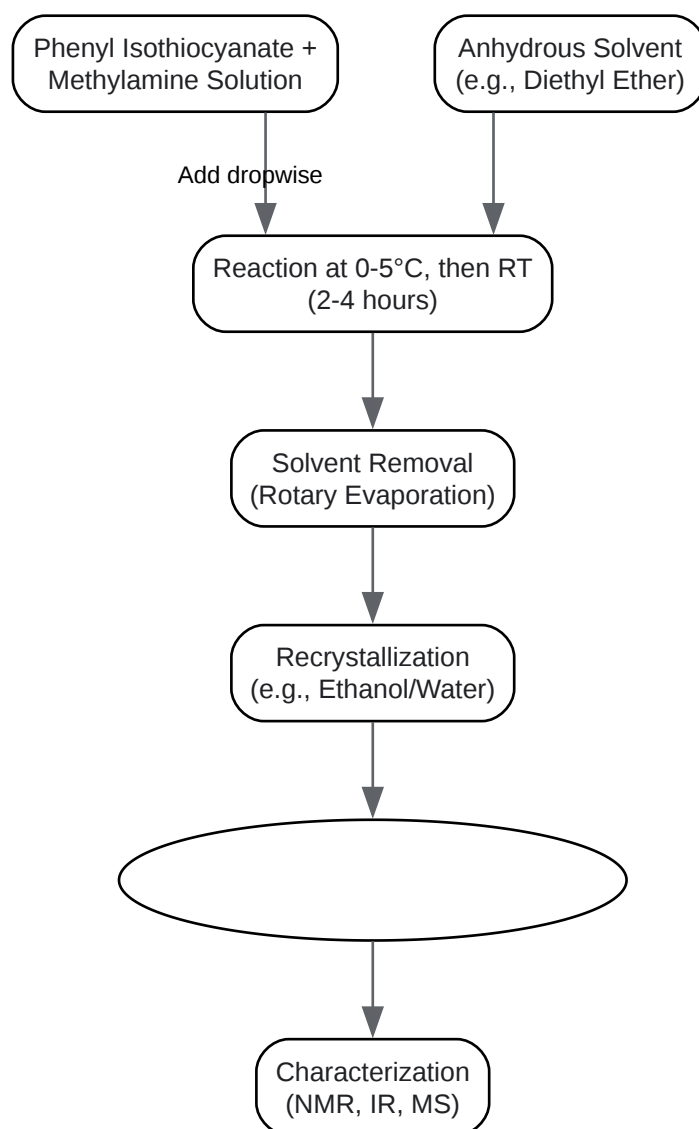 Phenyl Isothiocyanate +
Methylamine Solution
Anhydrous Solvent
(e.g., Diethyl Ether)
Add dropwise
Reaction at 0-5°C, then RT
(2-4 hours)
Solvent Removal
(Rotary Evaporation)
Recrystallization
(e.g., Ethanol/Water)
Characterization
(NMR, IR, MS)